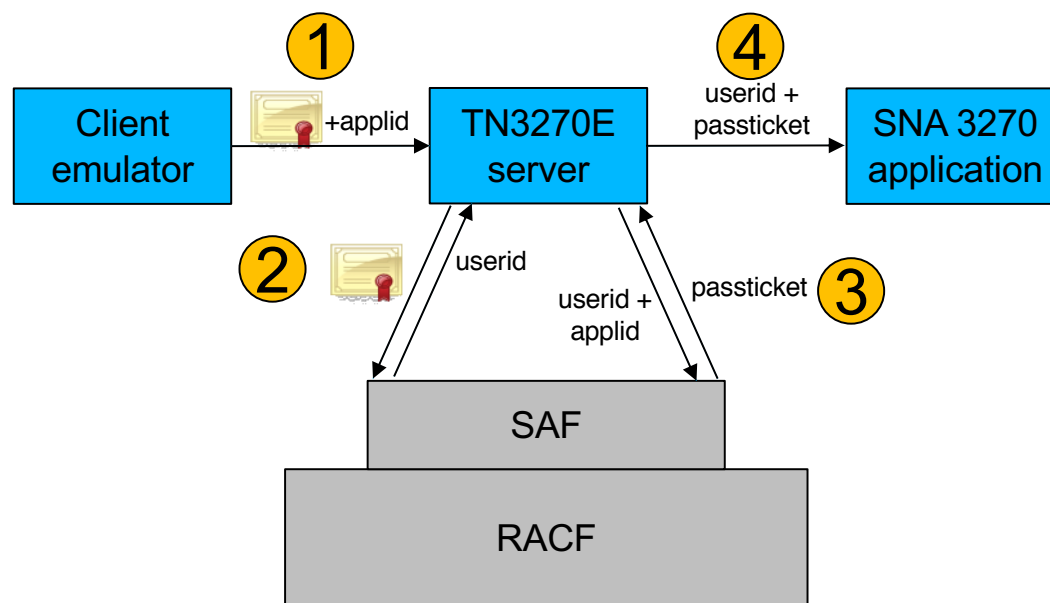 1
4
Client
emulator
+applid
TN3270E
server
userid +
passticket
SNA 3270
application
2
userid
userid +
applid
passticket
3
SAF
RACF